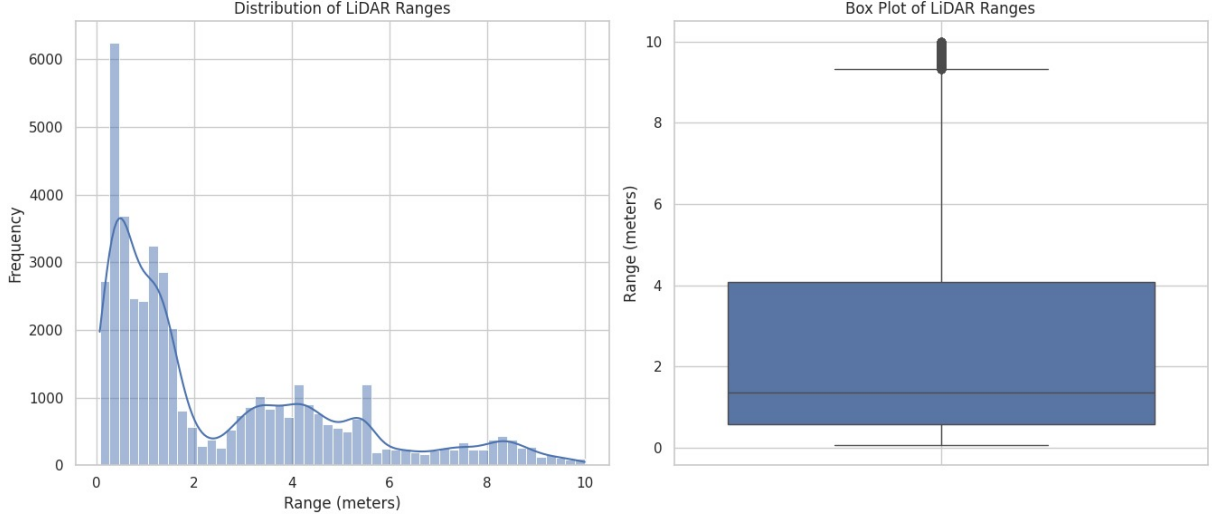 Distribution of LiDAR Ranges
6000
5000
4000
3000
2000
1000
0
Frequency
0 2 4 6 8 10
Range (meters)
Box Plot of LiDAR Ranges
10
8
6
4
2
0
Range (meters)